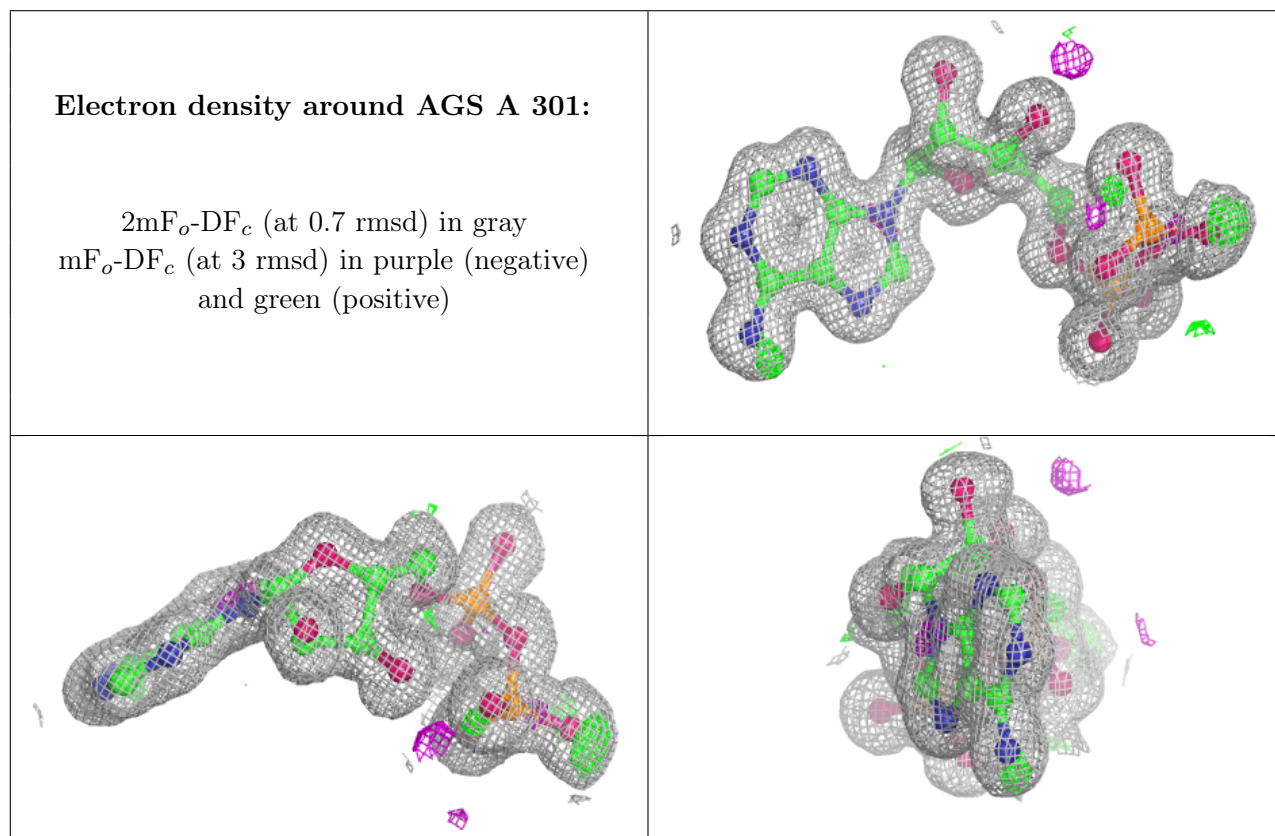 Electron density around AGS A 301:
2mFₒ-DF𝒸 (at 0.7 rmsd) in gray
mFₒ-DF𝒸 (at 3 rmsd) in purple (negative)
and green (positive)